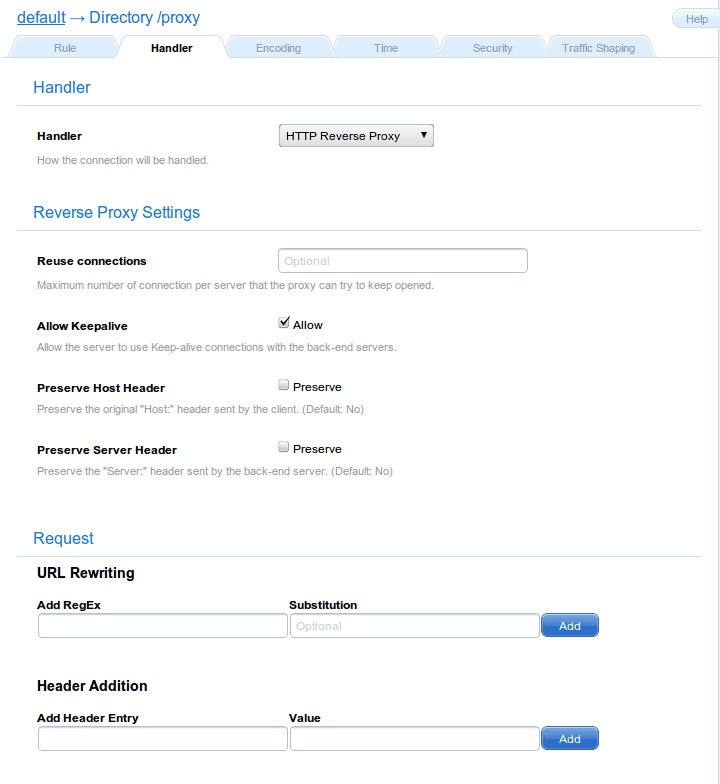 default → Directory /proxy
Help
Rule Handler Encoding Time Security Traffic Shaping
Handler
Handler HTTP Reverse Proxy
How the connection will be handled.
Reverse Proxy Settings
Reuse connections Optional
Maximum number of connection per server that the proxy can try to keep opened.
Allow Keepalive Allow
Allow the server to use Keep-alive connections with the back-end servers.
Preserve Host Header Preserve
Preserve the original "Host:" header sent by the client. (Default: No)
Preserve Server Header Preserve
Preserve the "Server:" header sent by the back-end server. (Default: No)
Request
URL Rewriting
Add RegEx Substitution
Optional Add
Header Addition
Add Header Entry Value
Add